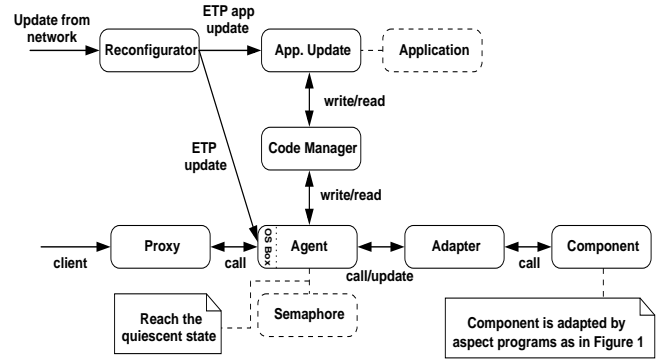 Update from
network
ETP app
update
Reconfigurator
App. Update
Application
write/read
Code Manager
ETP
update
write/read
client
Proxy
call
OS Box
Agent
call/update
Adapter
call
Component
Reach the
quiescent state
Semaphore
Component is adapted by
aspect programs as in Figure 1